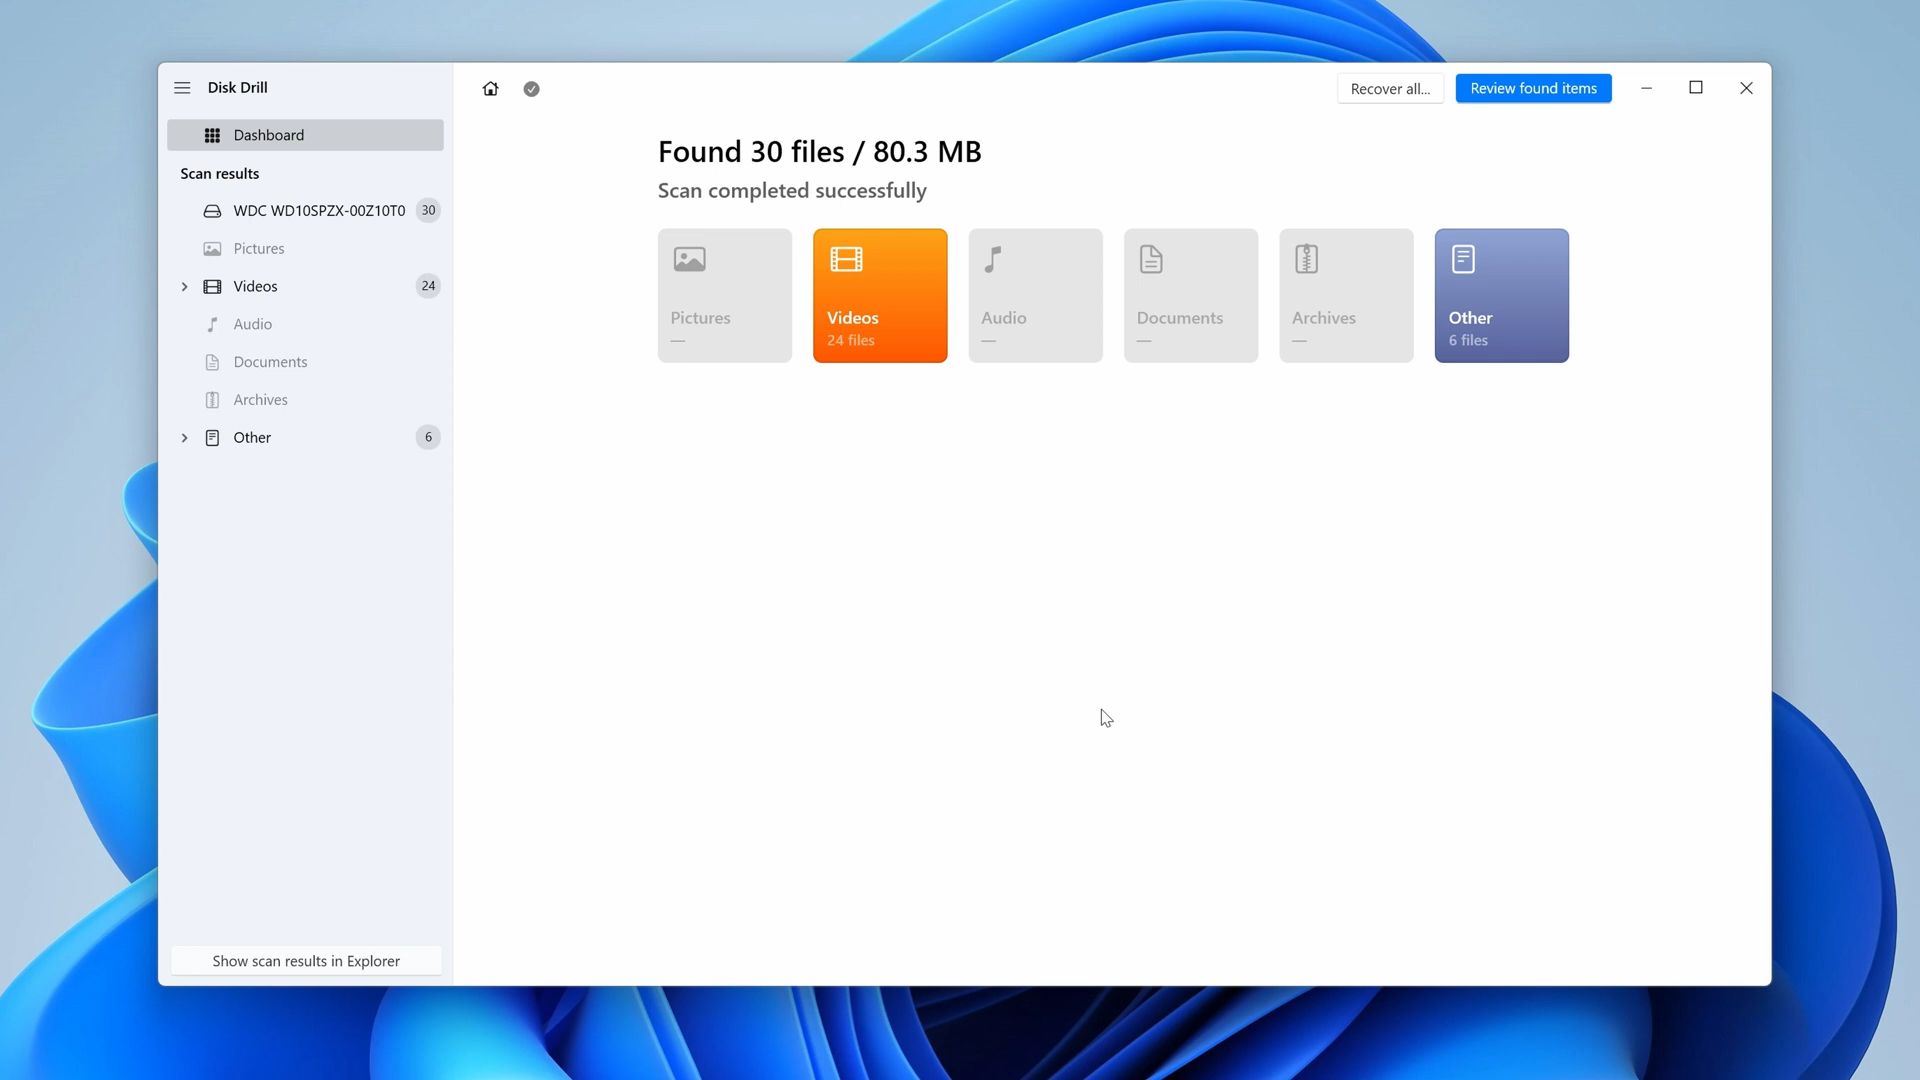 Disk Drill
Recover all...
Review found items
Dashboard
Scan results
WDC WD10SPZX-00Z10T0 30
Pictures
Videos 24
Audio
Documents
Archives
Other 6
Found 30 files / 80.3 MB
Scan completed successfully
Pictures
—
Videos
24 files
Audio
—
Documents
—
Archives
—
Other
6 files
Show scan results in Explorer